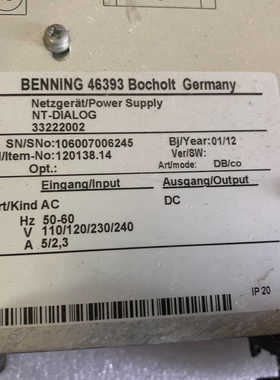 BENNING 46393 Bocholt Germany
Netzgerät/Power Supply
NT-DIALOG
33222002
SN/SNo:106007006245 Bj/Year:01/12
/Item-No:120138.14 Ver/SW:
Opt.: Art/mode: DB/co
Eingang/Input Ausgang/Output
rt/Kind AC DC
Hz 50-60
V 110/120/230/240
A 5/2,3
IP 20